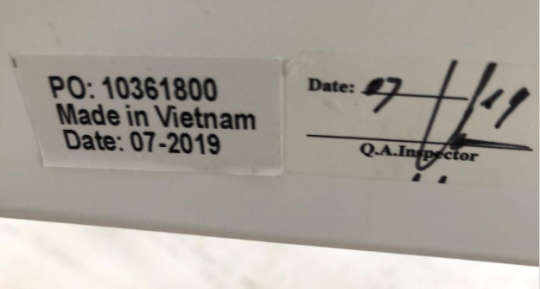 PO: 10361800
Made in Vietnam
Date: 07-2019
Date: 07/19
Q.A.Inspector